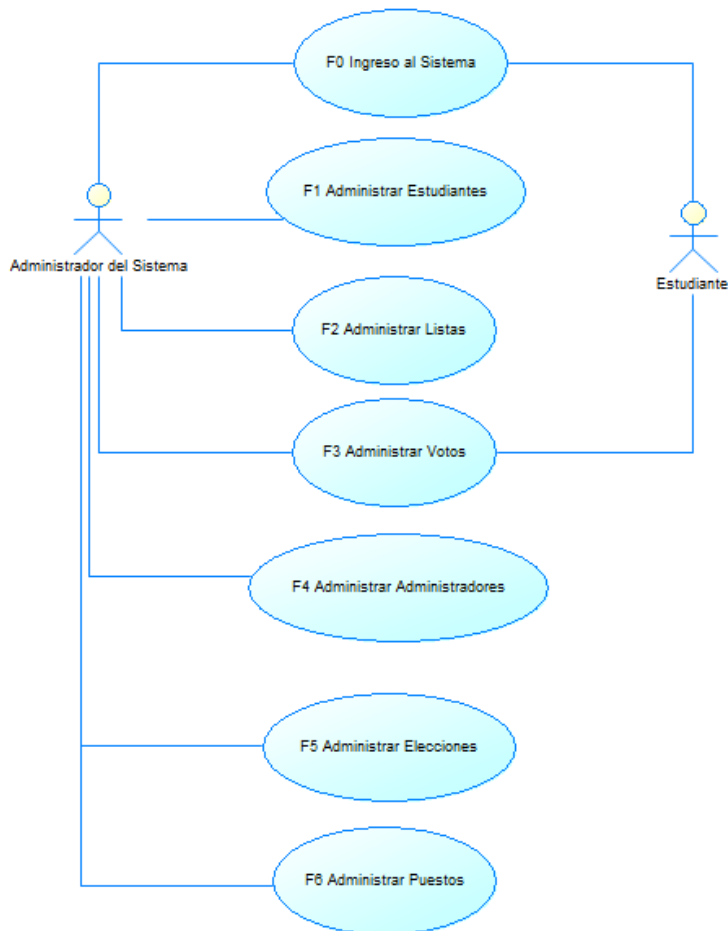 F0 Ingreso al Sistema
F1 Administrar Estudiantes
Administrador del Sistema
Estudiante
F2 Administrar Listas
F3 Administrar Votos
F4 Administrar Administradores
F5 Administrar Elecciones
F6 Administrar Puestos